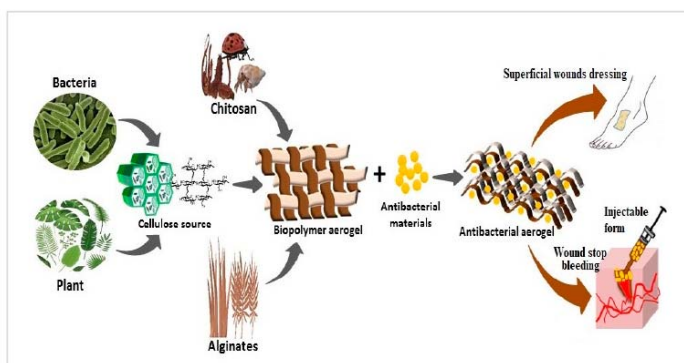 Bacteria
Plant
Cellulose source
Chitosan
Biopolymer aerogel
Alginates
+
Antibacterial
materials
Antibacterial aerogel
Superficial wounds dressing
Injectable
form
Wound stop
bleeding